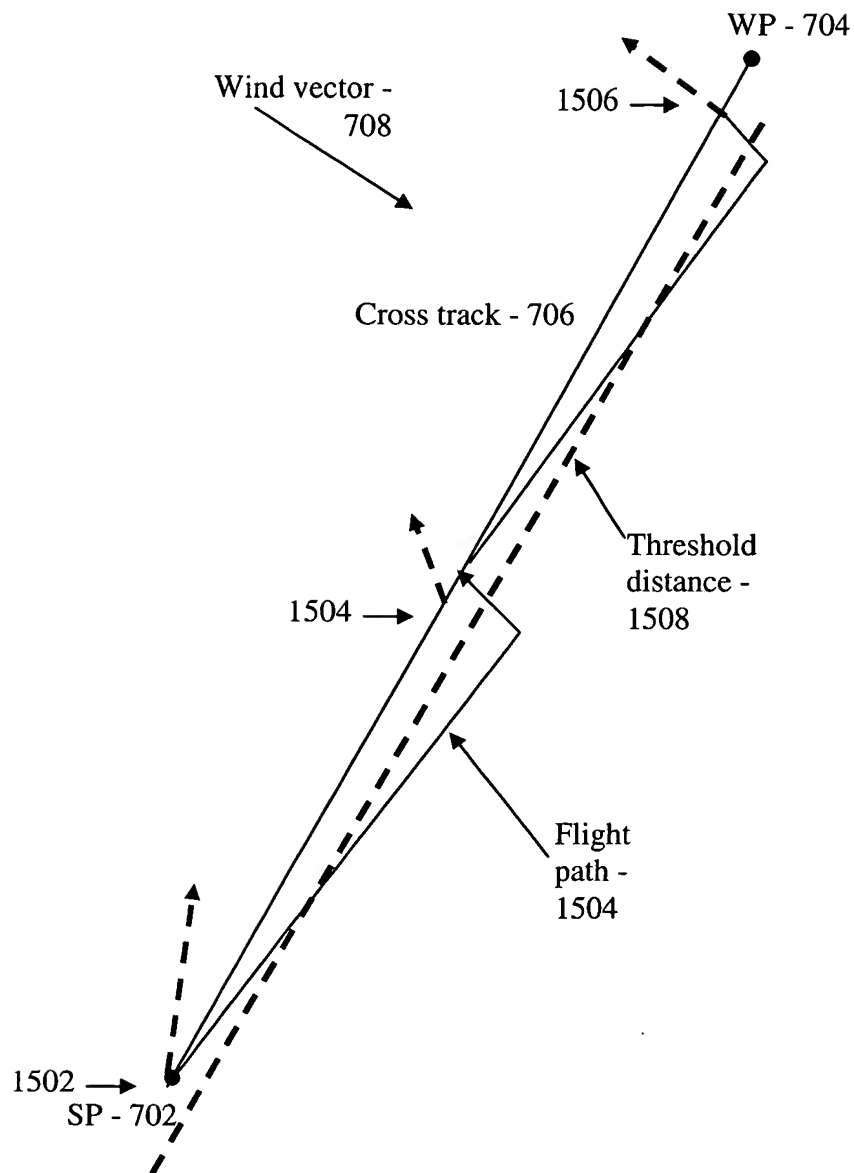 WP - 704
Wind vector -
708
1506
Cross track - 706
Threshold
distance -
1508
1504
Flight
path -
1504
1502
SP - 702